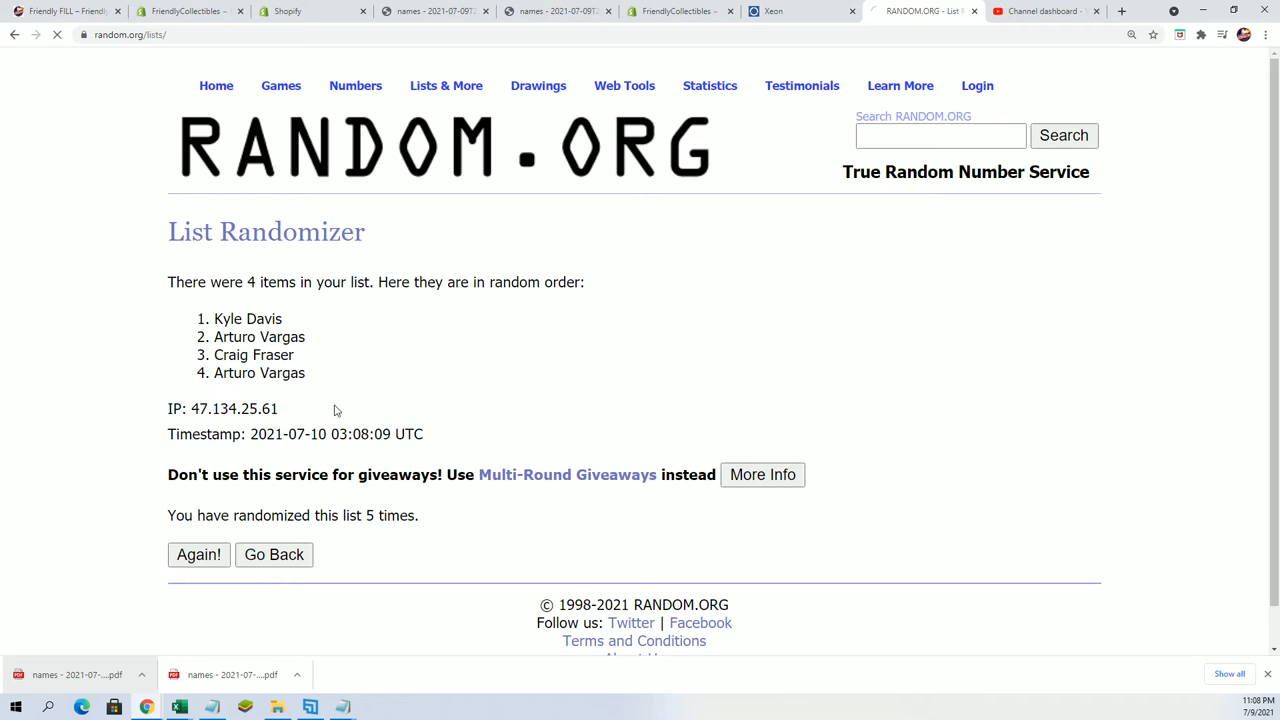 Friendly FILL – Friendly
FriendlyCollectibles –
Shopify
names - 2021-07-09T
names - 2021-07-09T
FriendlyCollectibles –
Xeon
RANDOM.ORG - List R
Channel dashboard -
random.org/lists/
Home Games Numbers Lists & More Drawings Web Tools Statistics Testimonials Learn More Login
RANDOM.ORG
Search RANDOM.ORG
Search
True Random Number Service
List Randomizer
There were 4 items in your list. Here they are in random order:
1. Kyle Davis
2. Arturo Vargas
3. Craig Fraser
4. Arturo Vargas
IP: 47.134.25.61
Timestamp: 2021-07-10 03:08:09 UTC
Don't use this service for giveaways! Use Multi-Round Giveaways instead More Info
You have randomized this list 5 times.
Again! Go Back
© 1998-2021 RANDOM.ORG
Follow us: Twitter | Facebook
Terms and Conditions
names - 2021-07-....pdf
names - 2021-07-....pdf
Show all
11:08 PM
7/9/2021